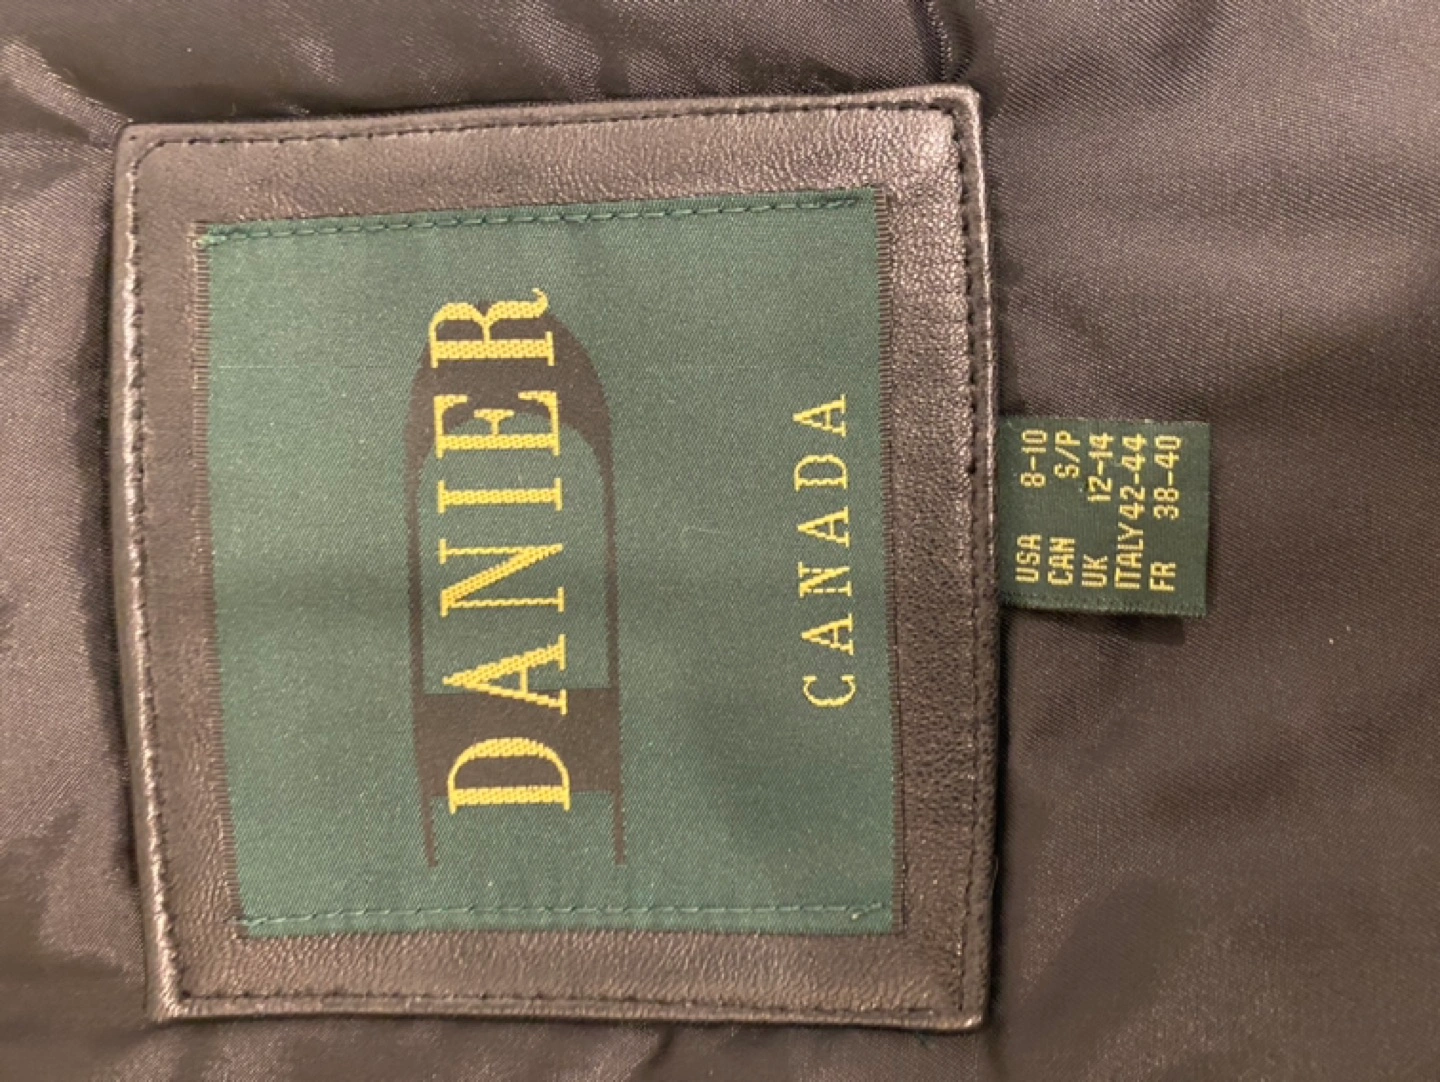 DANIER
CANADA
USA 8-10
CAN S/P
UK 12-14
ITALY 42-44
FR 38-40